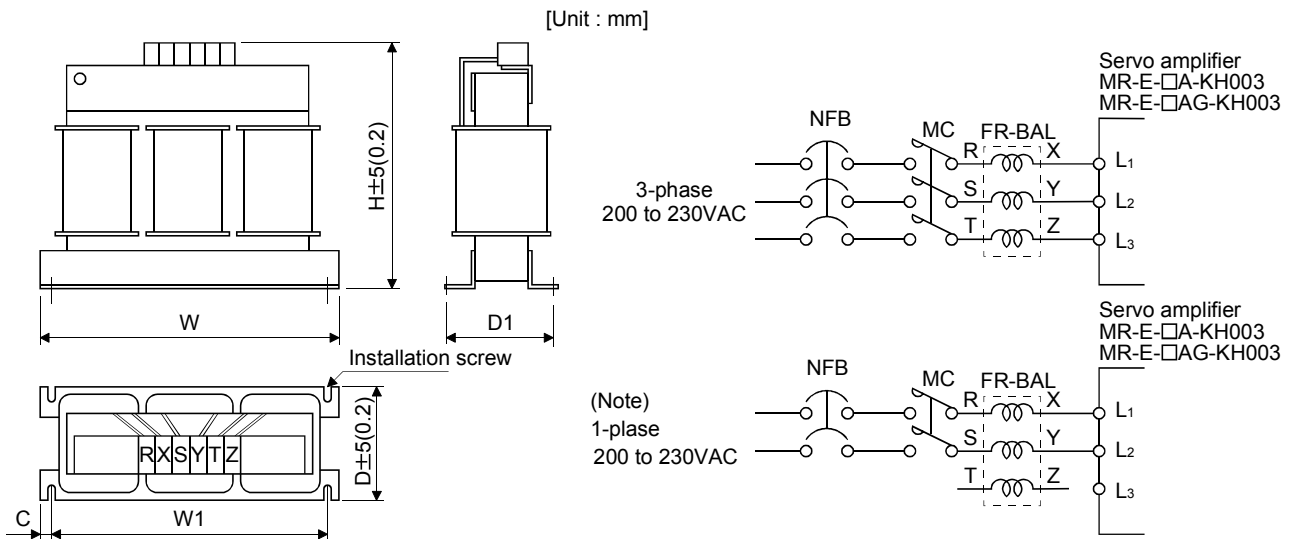 [Unit : mm]
H±5(0.2)
W
D1
Installation screw
RXSYTZ
D±5(0.2)
C
W1
Servo amplifier
MR-E-□A-KH003
MR-E-□AG-KH003
NFB
MC
FR-BAL
3-phase
200 to 230VAC
R X L1
S Y L2
T Z L3
Servo amplifier
MR-E-□A-KH003
MR-E-□AG-KH003
NFB
MC
FR-BAL
(Note)
1-plase
200 to 230VAC
R X L1
S Y L2
T Z L3